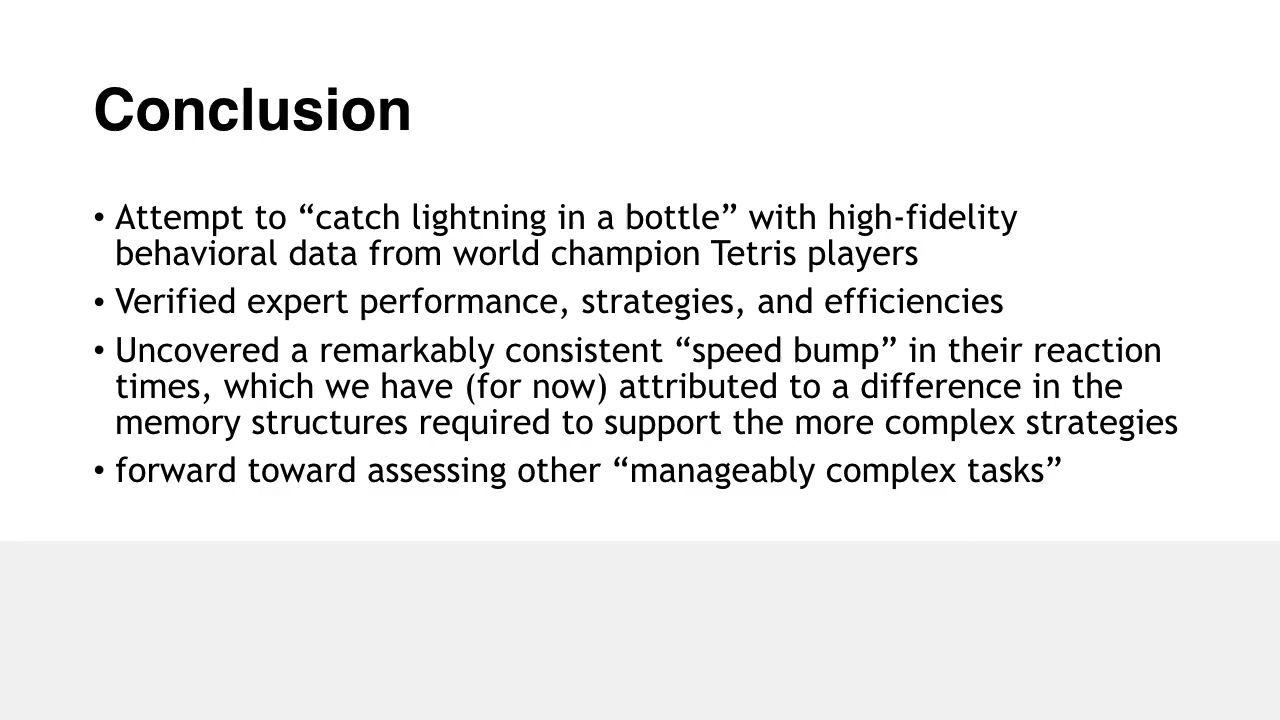 Conclusion
• Attempt to “catch lightning in a bottle” with high-fidelity
behavioral data from world champion Tetris players
• Verified expert performance, strategies, and efficiencies
• Uncovered a remarkably consistent “speed bump” in their reaction
times, which we have (for now) attributed to a difference in the
memory structures required to support the more complex strategies
• forward toward assessing other “manageably complex tasks”